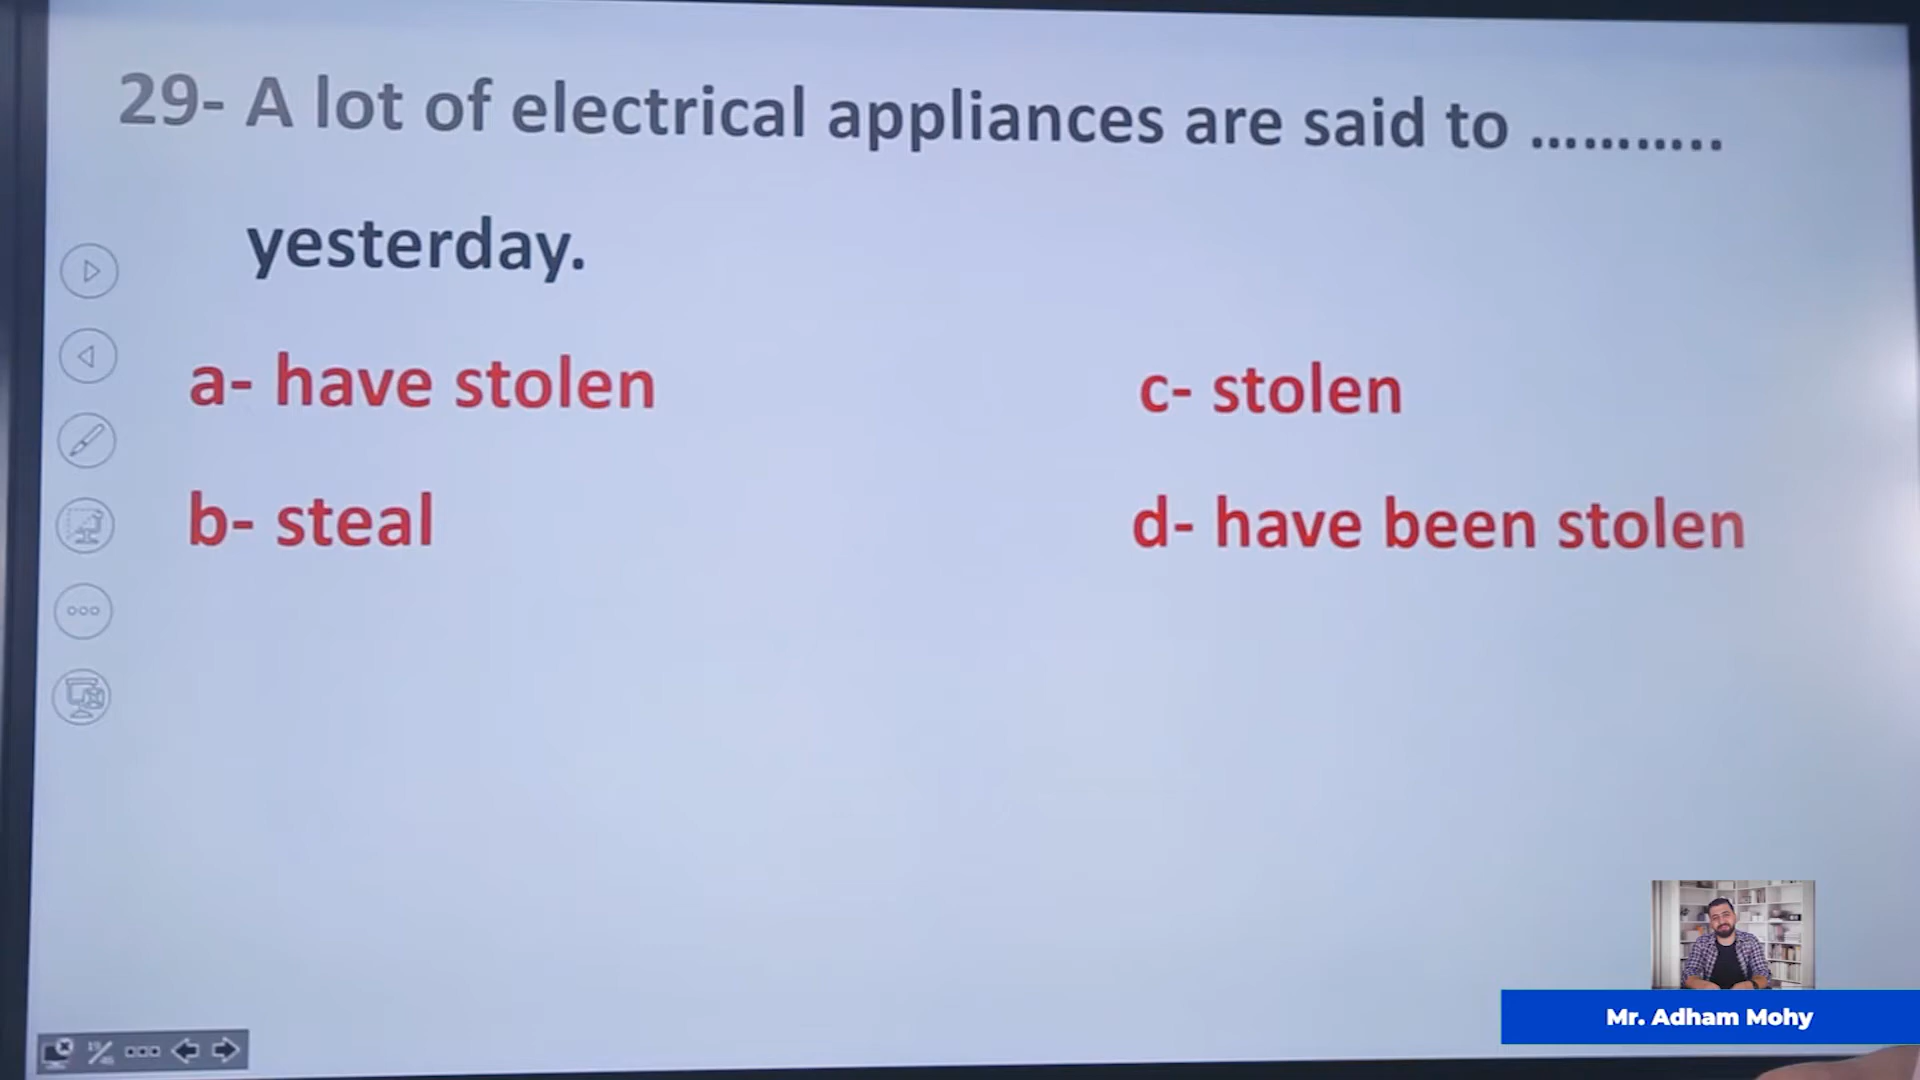 29- A lot of electrical appliances are said to ...........
yesterday.
a- have stolen
c- stolen
b- steal
d- have been stolen
Mr. Adham Mohy